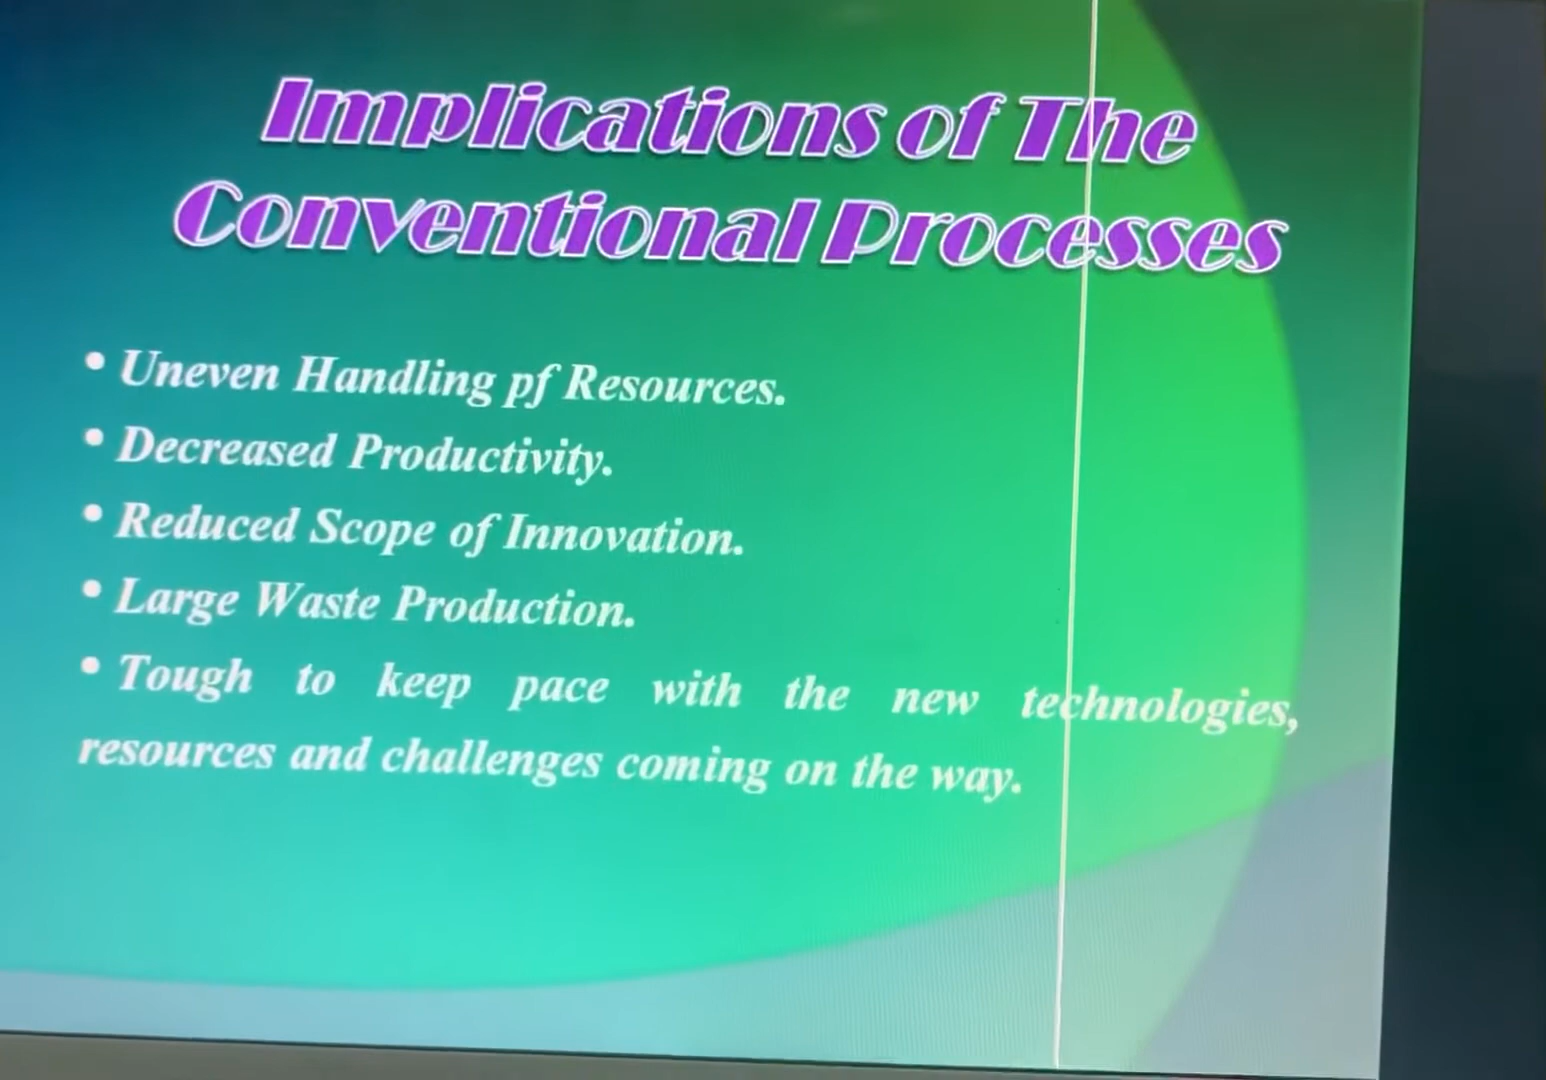 Implications of The
Conventional Processes
• Uneven Handling pf Resources.
• Decreased Productivity.
• Reduced Scope of Innovation.
• Large Waste Production.
• Tough to keep pace with the new technologies,
resources and challenges coming on the way.